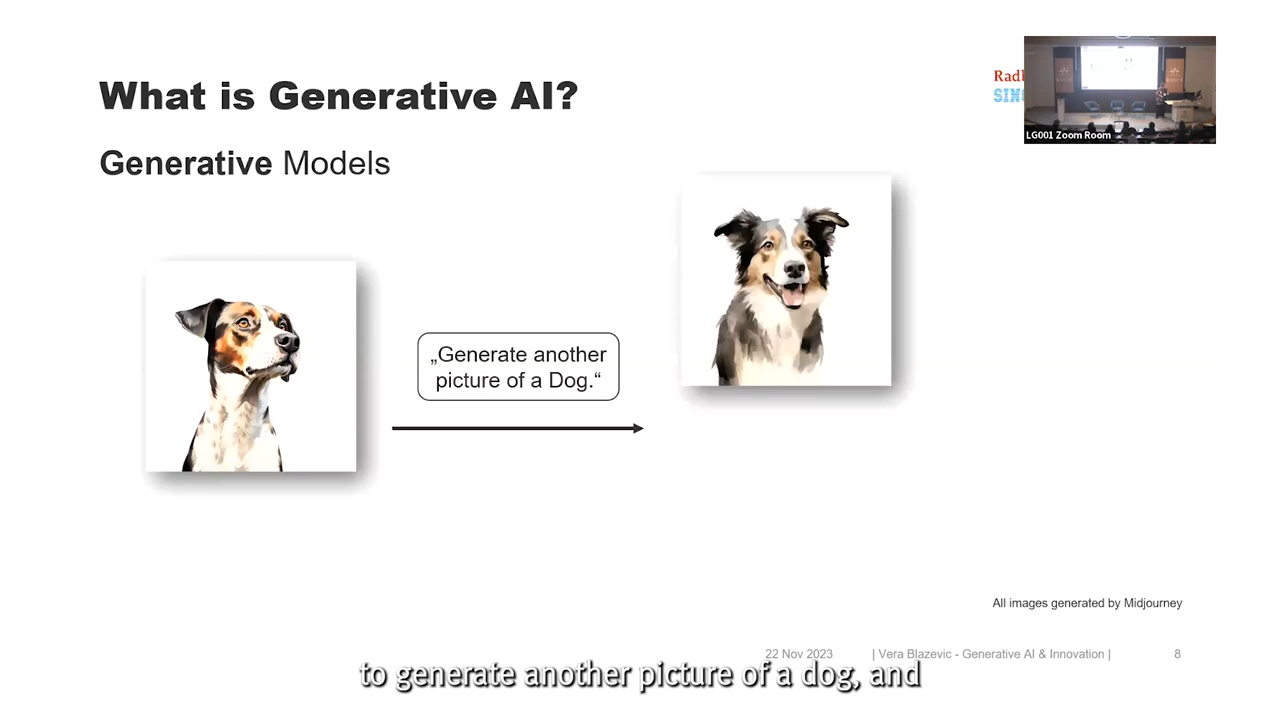 What is Generative AI?
Generative Models
„Generate another
picture of a Dog.“
LG001 Zoom Room
All images generated by Midjourney
22 Nov 2023 | Vera Blazevic - Generative AI & Innovation | 8
to generate another picture of a dog, and